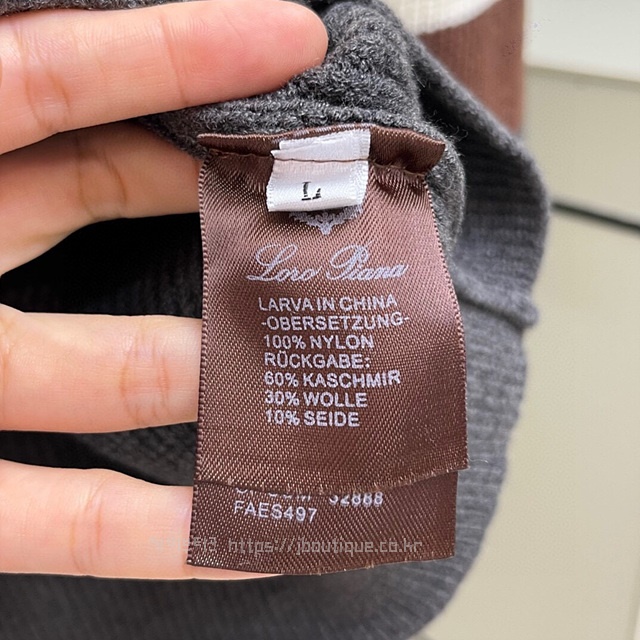 L
Loro Piana
LARVA IN CHINA
-OBERSETZUNG-
100% NYLON
RÜCKGABE:
60% KASCHMIR
30% WOLLE
10% SEIDE
32888
FAES497
https://jboutique.co.kr